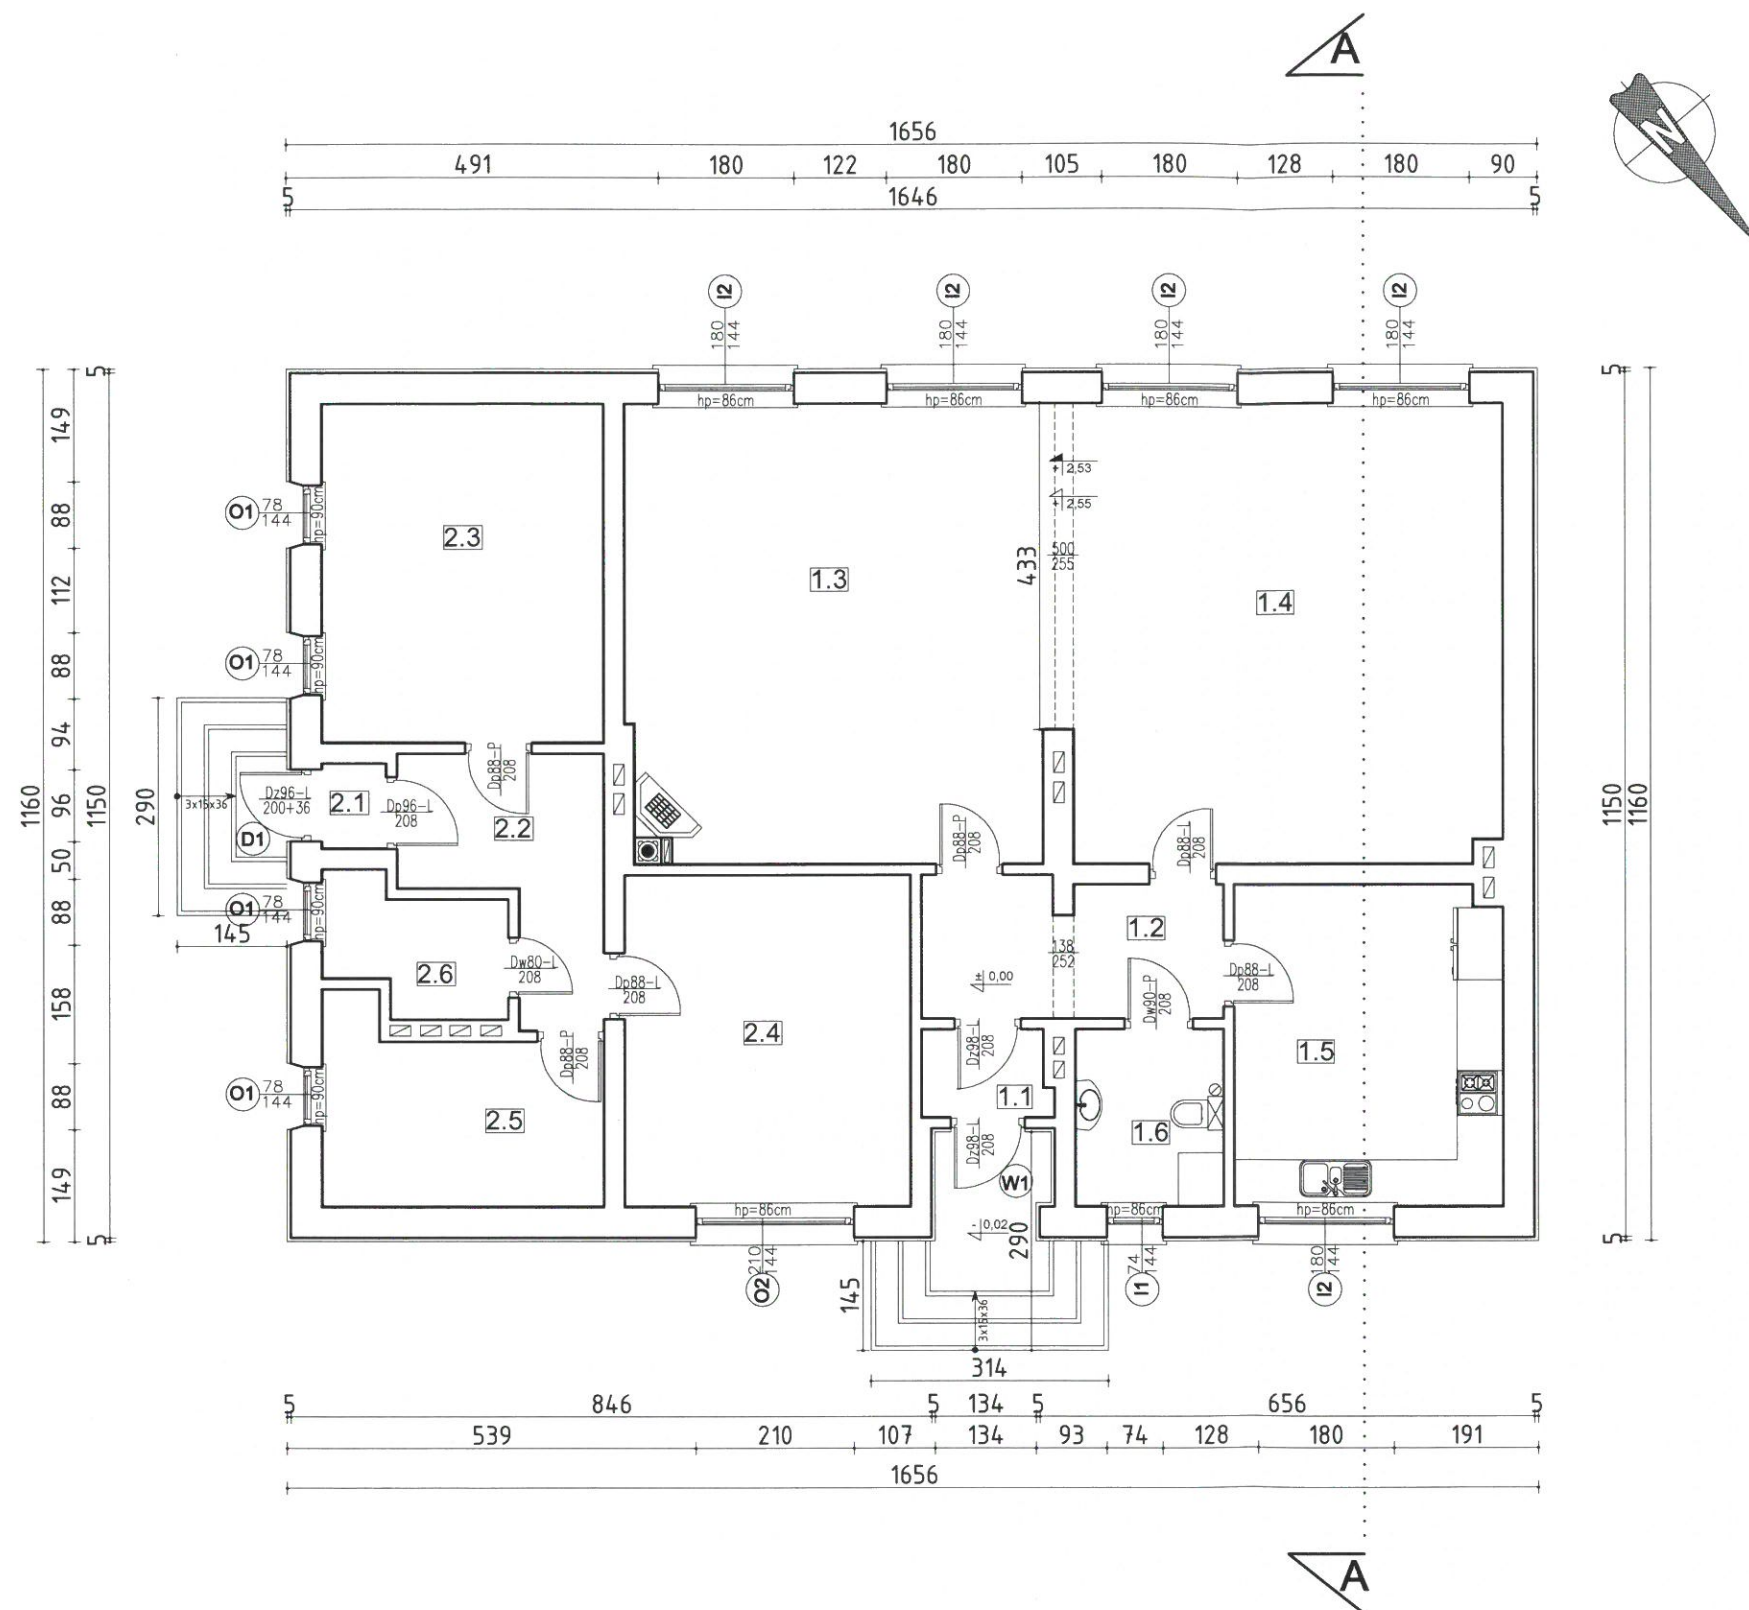 A
N
1656
491 180 122 180 105 180 128 180 90
5 1646 5
I2 I2 I2 I2
180 144 180 144 180 144 180 144
hp=86cm hp=86cm hp=86cm hp=86cm
5 5
1160 149 88 112 88 94 96 50 88 158 88 149 1150
1150 1160
+ 2,53
+ 2,55
O1 78 144 hp=90cm
2.3
433
500 255
1.3
1.4
O1 78 144 hp=90cm
290
Dp88-P 208
Dz96-L 200+36
2.1
Dp96-L 208
3x15x36
D1
2.2
Dp88-P 208
Dp88-L 208
O1 78 144 hp=90cm
145
1.2
138 252
2.6
Dw80-L 208
Dp88-L 208
± 0,00
Dw90-P 208
Dp88-L 208
2.4
Dp88-P 208
Dz98-L 208
1.5
O1 78 144 hp=90cm
2.5
1.1
1.6
Dz98-L 208
W1
hp=86cm hp=86cm hp=86cm
- 0,02
290
5 5
210 144 74 144 180 144
O2 I1 I2
145
3x15x36
314
5 846 5 134 5 656 5
539 210 107 134 93 74 128 180 191
1656
A